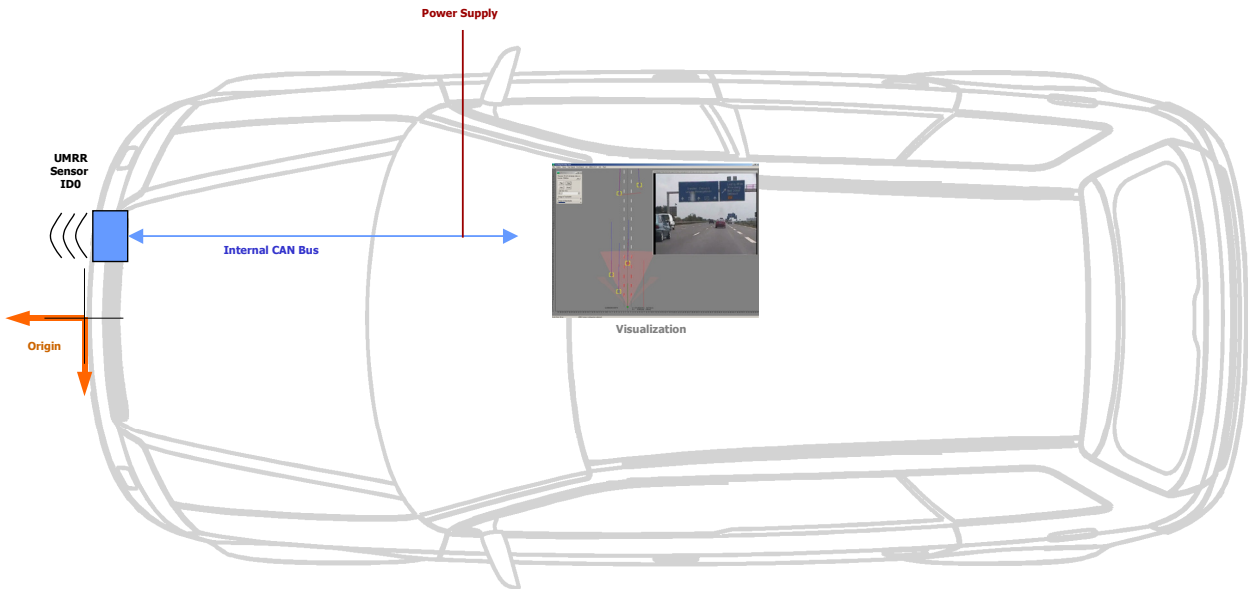 Power Supply
UMRR
Sensor
ID0
Internal CAN Bus
Origin
Visualization